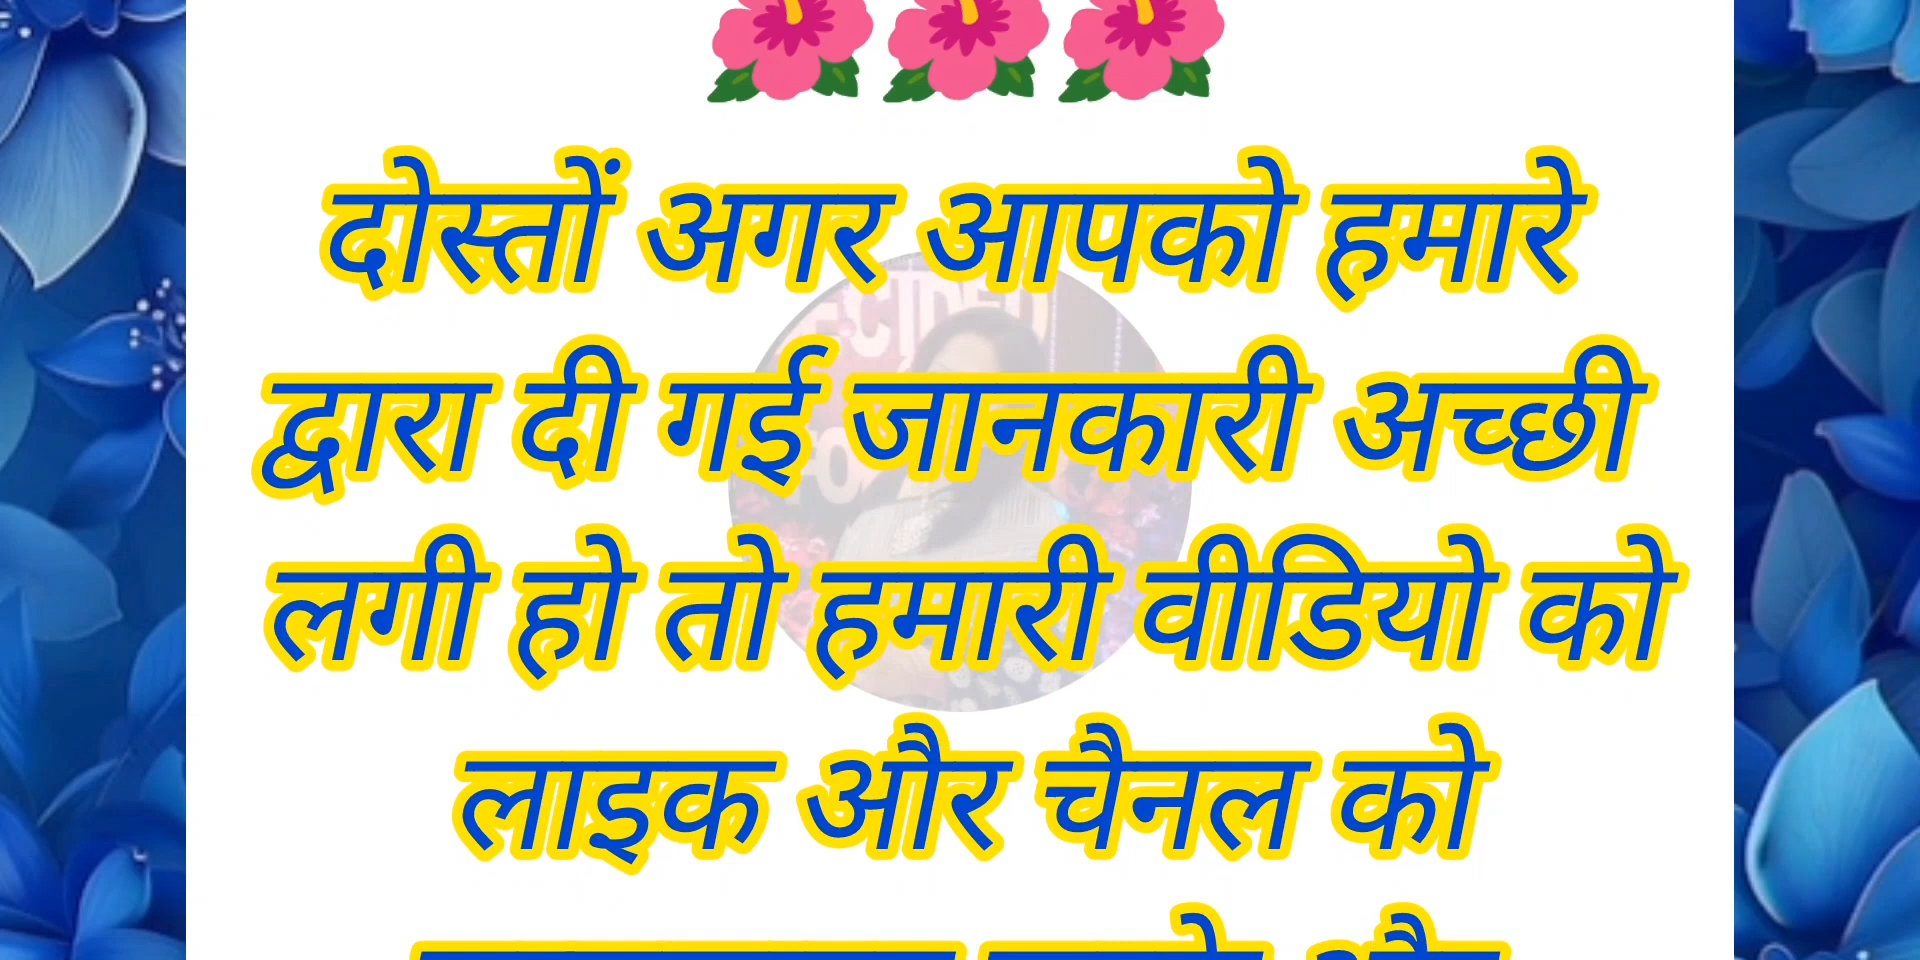 दोस्तों अगर आपको हमारे
द्वारा दी गई जानकारी अच्छी
लगी हो तो हमारी वीडियो को
लाइक और चैनल को